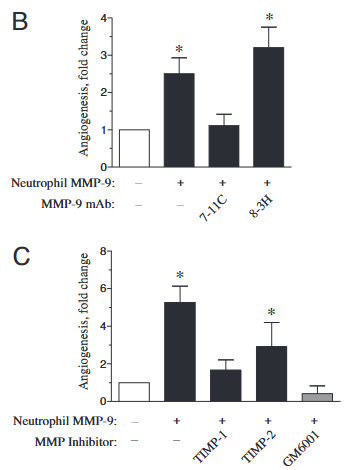 B
Angiogenesis, fold change
4
3
2
1
0
* *
Neutrophil MMP-9: – + + +
MMP-9 mAb: – – 7-11C 8-3H
C
Angiogenesis, fold change
8
6
4
2
0
* *
Neutrophil MMP-9: – + + + +
MMP Inhibitor: – – TIMP-1 TIMP-2 GM6001